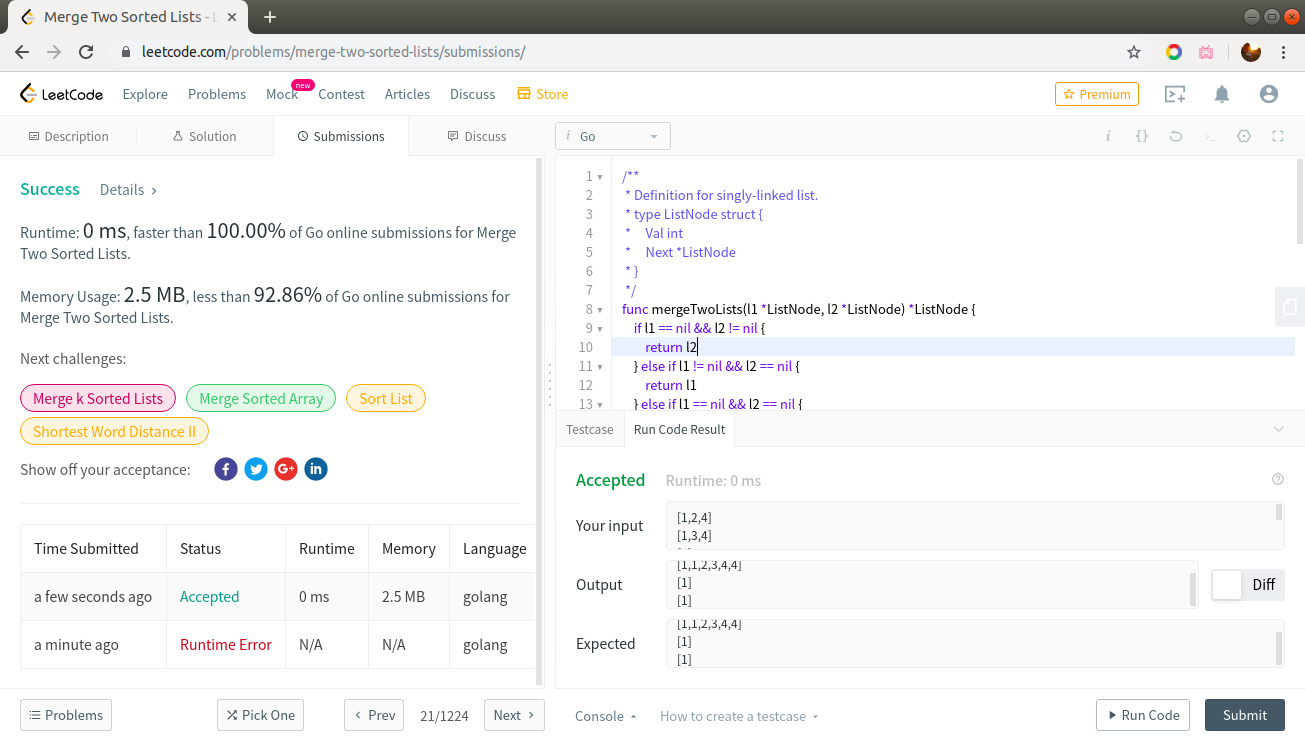 Merge Two Sorted Lists - L
leetcode.com/problems/merge-two-sorted-lists/submissions/
LeetCode
Explore
Problems
Mock
new
Contest
Articles
Discuss
Store
Premium
Description
Solution
Submissions
Discuss
Success
Details
Runtime: 0 ms, faster than 100.00% of Go online submissions for Merge
Two Sorted Lists.
Memory Usage: 2.5 MB, less than 92.86% of Go online submissions for
Merge Two Sorted Lists.
Next challenges:
Merge k Sorted Lists
Merge Sorted Array
Sort List
Shortest Word Distance II
Show off your acceptance:
Time Submitted Status Runtime Memory Language
a few seconds ago Accepted 0 ms 2.5 MB golang
a minute ago Runtime Error N/A N/A golang
Problems
Pick One
Prev
21/1224
Next
i Go
1 /**
2 * Definition for singly-linked list.
3 * type ListNode struct {
4 * Val int
5 * Next *ListNode
6 * }
7 */
8 func mergeTwoLists(l1 *ListNode, l2 *ListNode) *ListNode {
9 if l1 == nil && l2 != nil {
10 return l2
11 } else if l1 != nil && l2 == nil {
12 return l1
13 } else if l1 == nil && l2 == nil {
Testcase
Run Code Result
Accepted
Runtime: 0 ms
Your input
[1,2,4]
[1,3,4]
Output
[1,1,2,3,4,4]
[1]
[1]
Diff
Expected
[1,1,2,3,4,4]
[1]
[1]
Console
How to create a testcase
Run Code
Submit